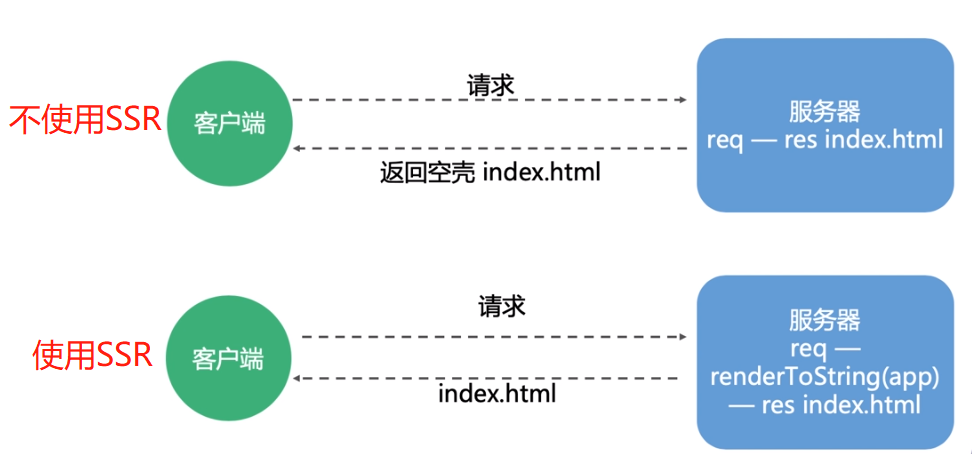 请求
不使用SSR
客户端
服务器
req — res index.html
返回空壳 index.html
请求
使用SSR
客户端
服务器
req —
renderToString(app)
— res index.html
index.html